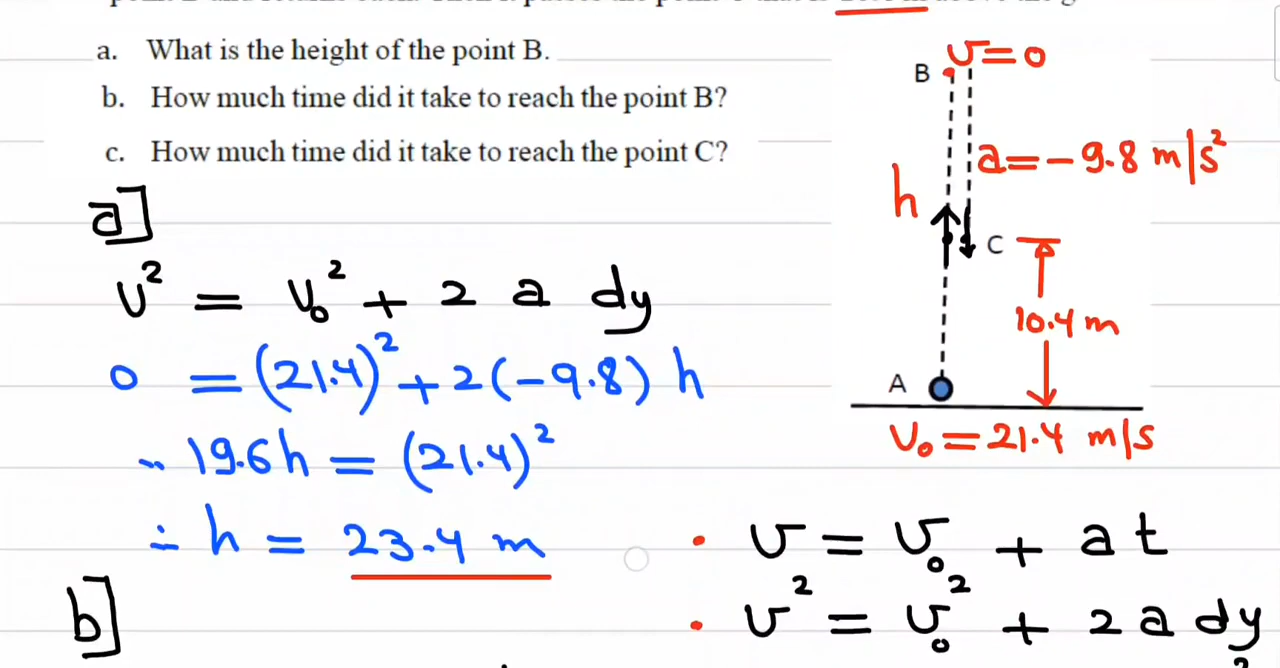 a. What is the height of the point B.
b. How much time did it take to reach the point B?
c. How much time did it take to reach the point C?
B v=0
a=-9.8 m/s²
h
C
10.4 m
A
V₀=21.4 m/s
a]
v² = v₀² + 2 a dy
0 = (21.4)² + 2(-9.8) h
19.6h = (21.4)²
∴ h = 23.4 m
b]
• v = v₀ + at
• v² = v₀² + 2 a dy